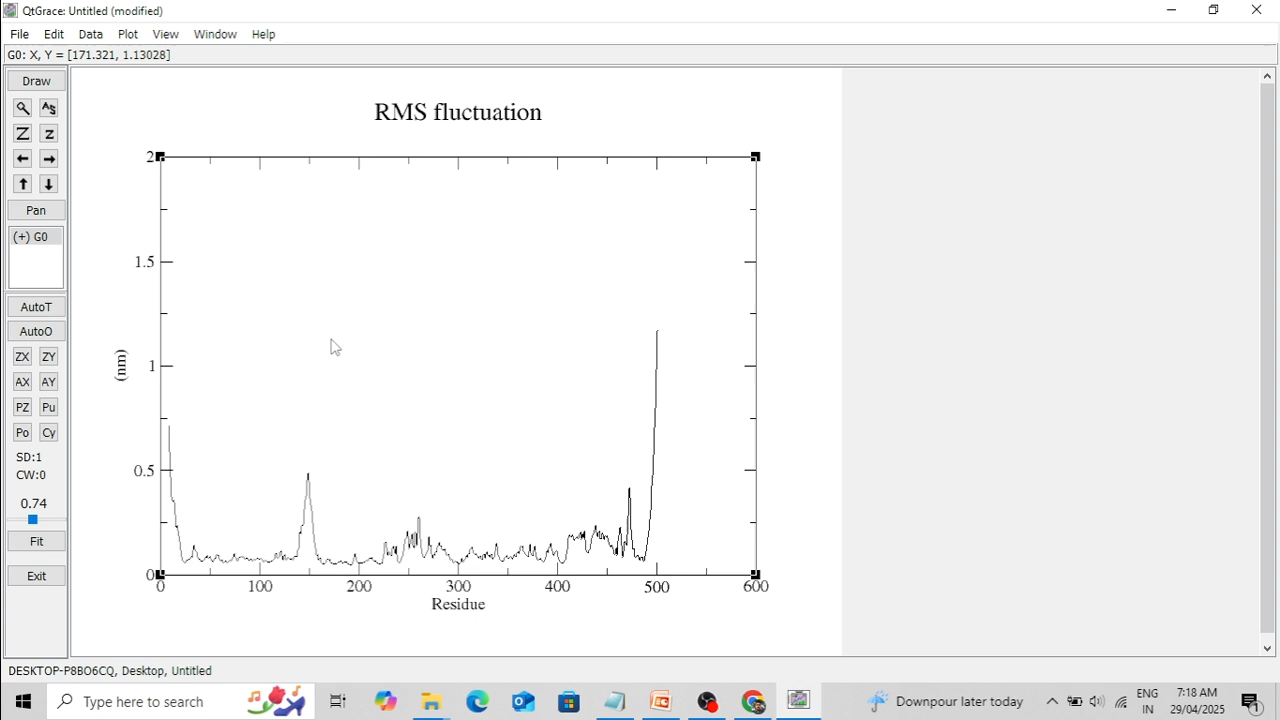 QtGrace: Untitled (modified)
File Edit Data Plot View Window Help
G0: X, Y = [171.321, 1.13028]
Draw
AS
Z z
Pan
(+) G0
AutoT
AutoO
ZX ZY
AX AY
PZ Pu
Po Cy
SD:1
CW:0
0.74
Fit
Exit
RMS fluctuation
2
1.5
1
0.5
0
(nm)
0 100 200 300 400 500 600
Residue
DESKTOP-P8BO6CQ, Desktop, Untitled
Type here to search
Downpour later today
ENG
IN
7:18 AM
29/04/2025
1